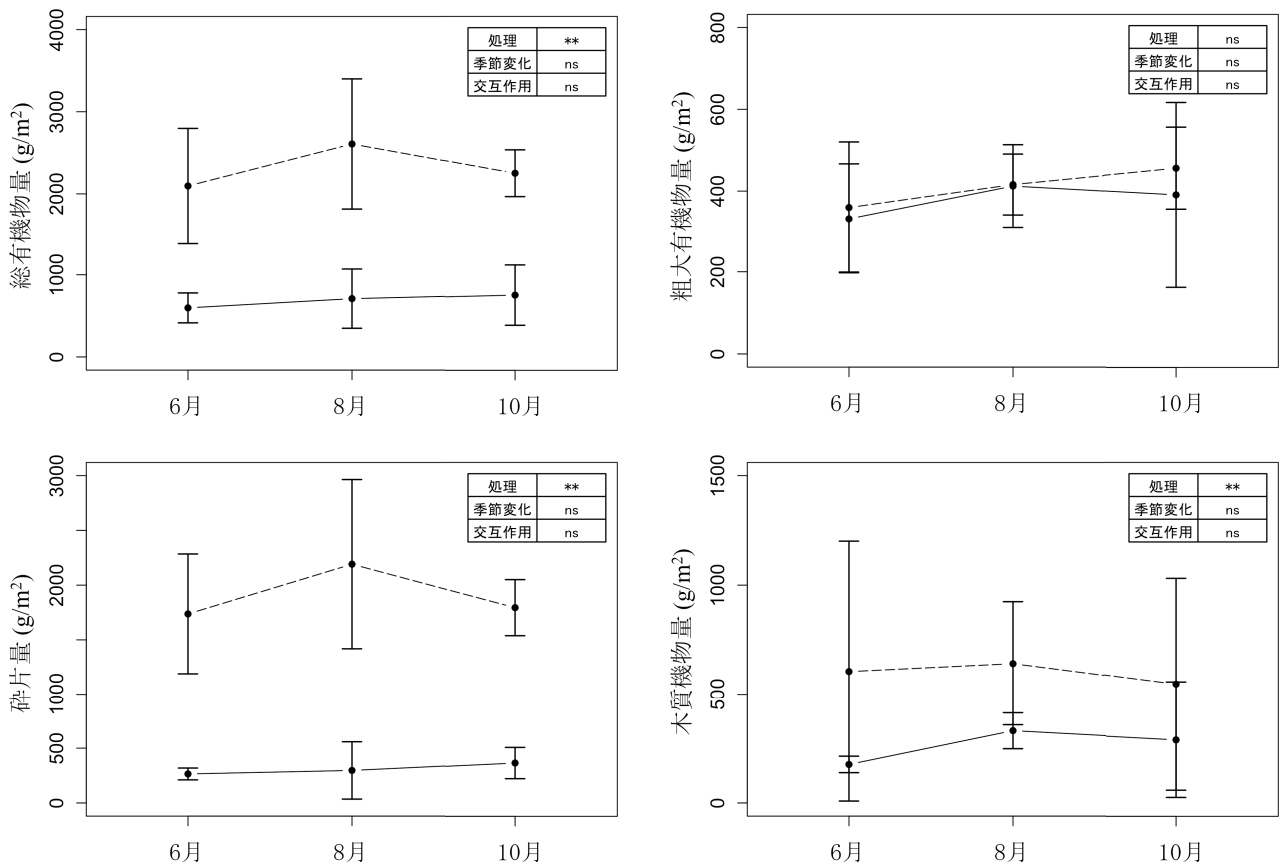 総有機物量 (g/m²)
4000
3000
2000
1000
0
処理 **
季節変化 ns
交互作用 ns
6月 8月 10月
粗大有機物量 (g/m²)
800
600
400
200
0
処理 ns
季節変化 ns
交互作用 ns
6月 8月 10月
砕片量 (g/m²)
3000
2000
1000
500
0
処理 **
季節変化 ns
交互作用 ns
6月 8月 10月
木質機物量 (g/m²)
1500
1000
500
0
処理 **
季節変化 ns
交互作用 ns
6月 8月 10月